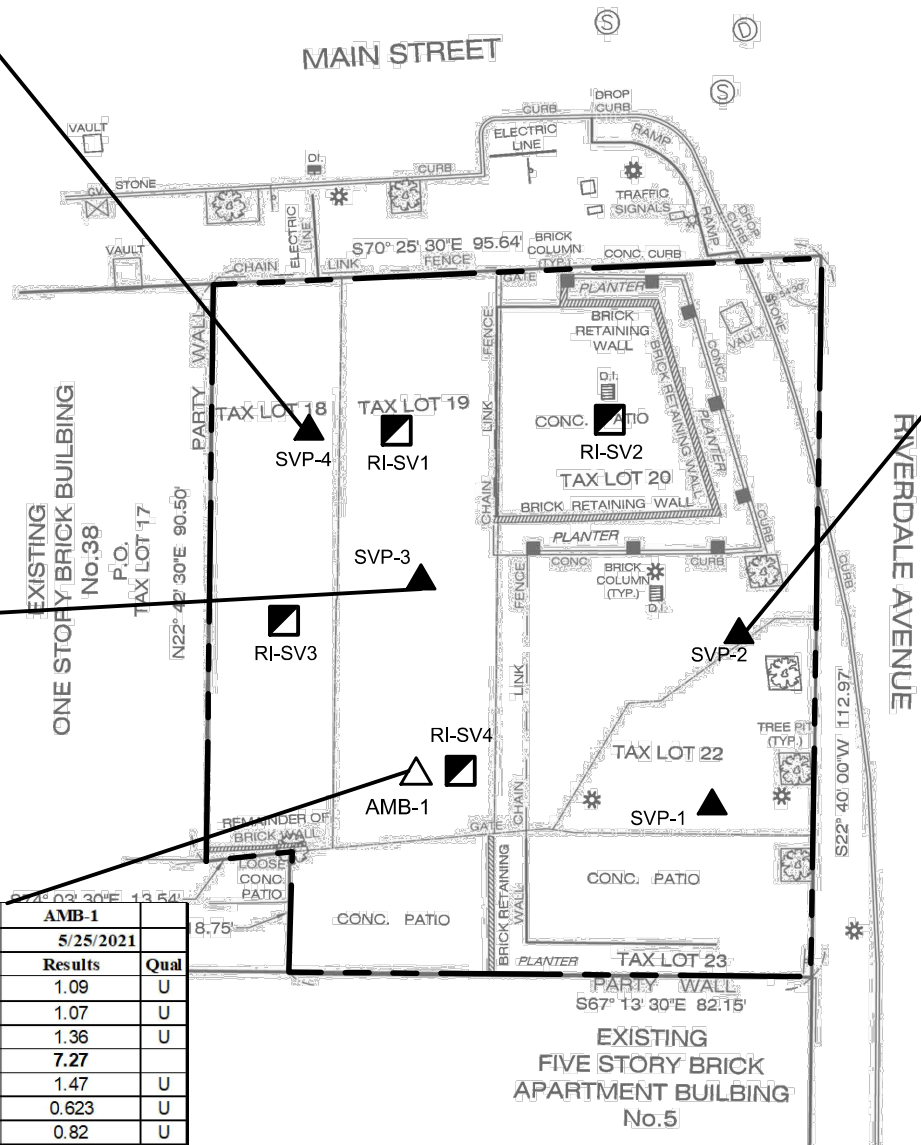 MAIN STREET
S
D
S
VAULT
DROP
CURB
CURB
ELECTRIC
LINE
RAMP
DI.
CURB
STONE
GV
TRAFFIC
SIGNALS
RAMP
DROP
CURB
VAULT
ELECTRIC
LINE
S70° 25' 30"E 95.64'
BRICK
COLUMN
(TYP.)
CONC. CURB
CHAIN LINK FENCE
GATE
PLANTER
STONE
VAULT
BRICK
RETAINING
WALL
PARTY WALL
CHAIN LINK FENCE
BRICK RETAINING WALL
CONC.
PLANTER
CURB
D.I.
TAX LOT 18
TAX LOT 19
CONC. PATIO
SVP-4
RI-SV1
RI-SV2
TAX LOT 20
BRICK RETAINING WALL
PLANTER
CONC. CURB
EXISTING
ONE STORY BRICK BUILBING
No.38
P.O.
TAX LOT 17
N22° 42' 30"E 90.50'
RIVERDALE AVENUE
CURB
SVP-3
BRICK
COLUMN
(TYP.)
D.I.
RI-SV3
SVP-2
CHAIN LINK FENCE
S22° 40' 00"W 112.97'
TREE PIT
(TYP.)
RI-SV4
TAX LOT 22
AMB-1
SVP-1
REMAINDER OF
BRICK WALL
GATE
LOOSE
CONC.
PATIO
S74° 03' 30"E 13.54'
18.75'
CONC. PATIO
CONC. PATIO
BRICK RETAINING
WALL
PLANTER
TAX LOT 23
PARTY WALL
S67° 13' 30"E 82.15'
EXISTING
FIVE STORY BRICK
APARTMENT BUILBING
No.5
AMB-1
5/25/2021
Results Qual
1.09 U
1.07 U
1.36 U
7.27
1.47 U
0.623 U
0.82 U